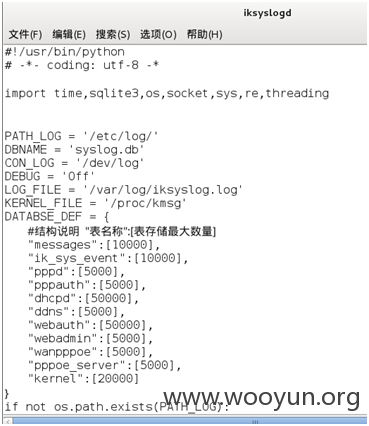 iksyslogd
文件(F) 编辑(E) 搜索(S) 选项(O) 帮助(H)
#!/usr/bin/python
# -*- coding: utf-8 -*
import time,sqlite3,os,socket,sys,re,threading
PATH_LOG = '/etc/log/'
DBNAME = 'syslog.db'
CON_LOG = '/dev/log'
DEBUG = 'Off'
LOG_FILE = '/var/log/iksyslog.log'
KERNEL_FILE = '/proc/kmsg'
DATABSE_DEF = {
#结构说明 "表名称":[表存储最大数量]
"messages":[10000],
"ik_sys_event":[10000],
"pppd":[5000],
"pppauth":[5000],
"dhcpd":[50000],
"ddns":[5000],
"webauth":[50000],
"webadmin":[5000],
"wanpppoe":[5000],
"pppoe_server":[5000],
"kernel":[20000]
}
if not os.path.exists(PATH_LOG):
www.wooyun.org